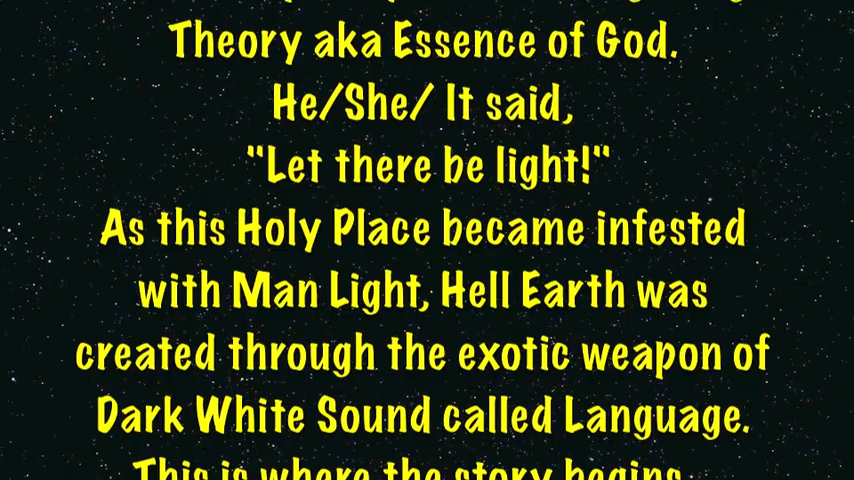 Theory aka Essence of God.
He/She/ It said,
"Let there be light!"
As this Holy Place became infested
with Man Light, Hell Earth was
created through the exotic weapon of
Dark White Sound called Language.
This is where the story begins